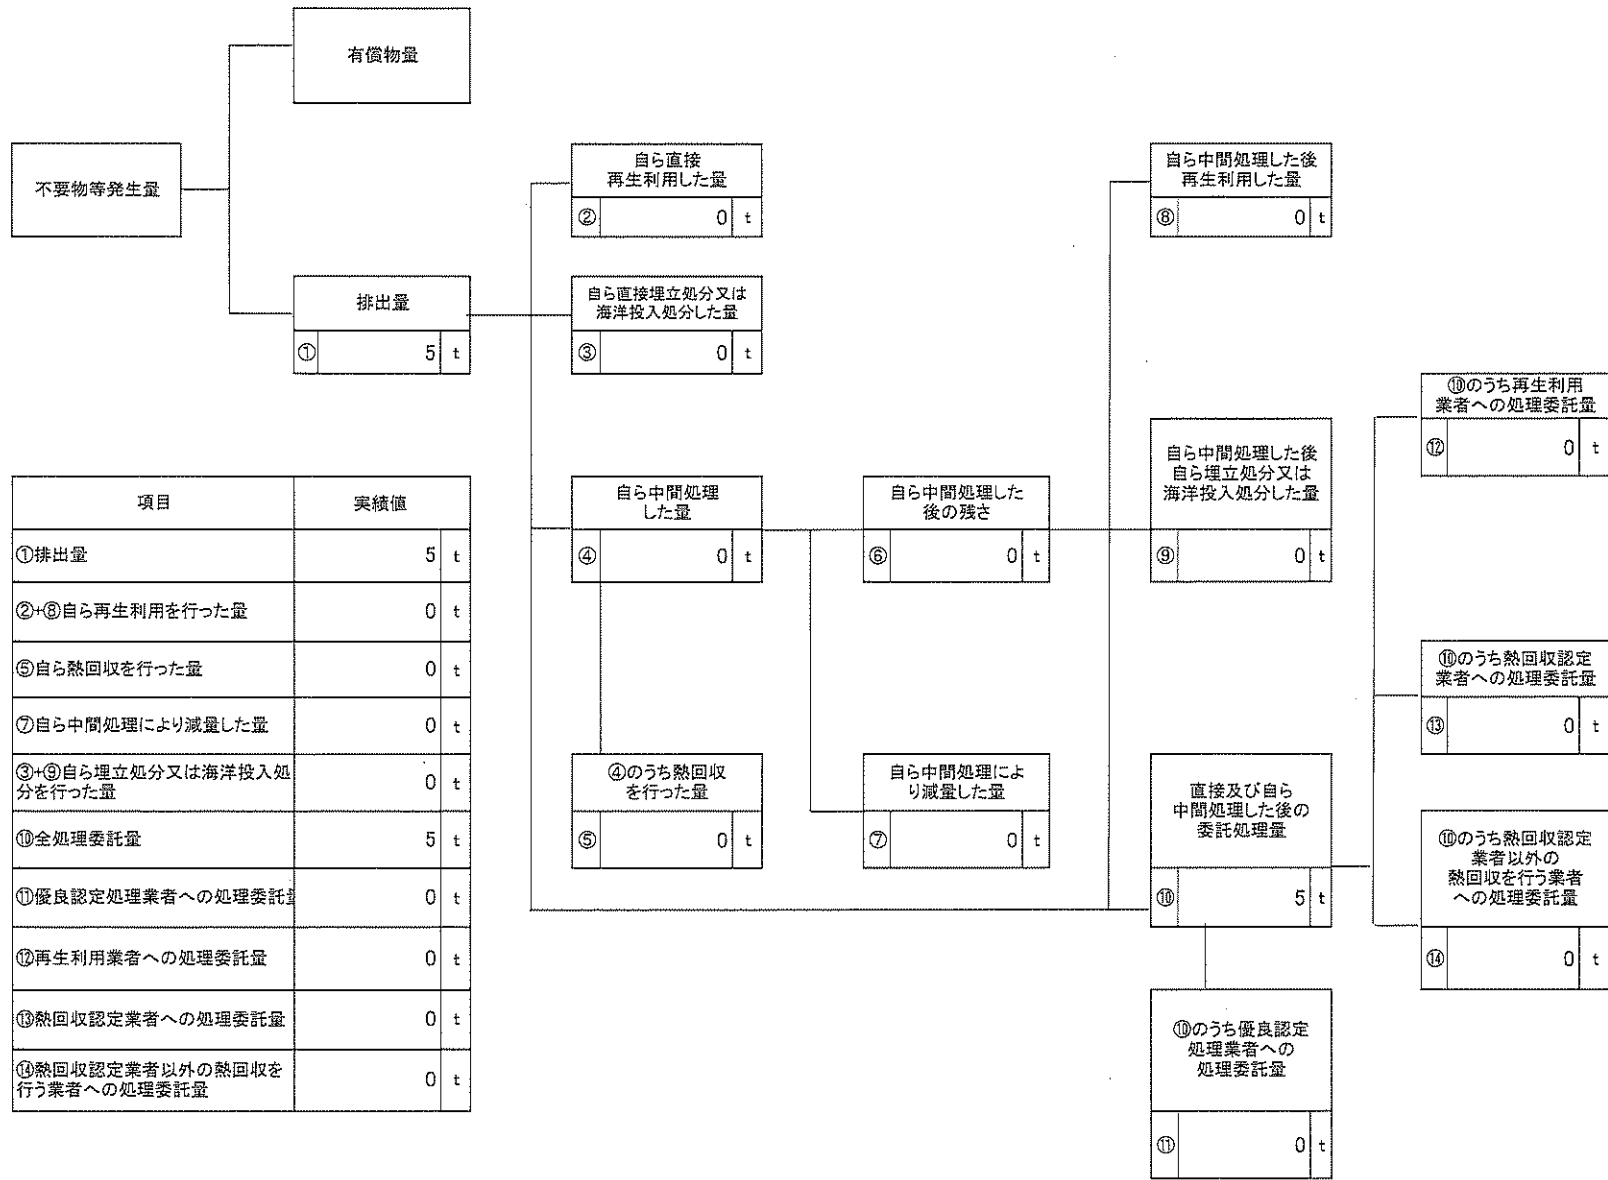 有償物量
不要物等発生量
排出量
① 5 t
自ら直接
再生利用した量
② 0 t
自ら直接埋立処分又は
海洋投入処分した量
③ 0 t
自ら中間処理
した量
④ 0 t
④のうち熱回収
を行った量
⑤ 0 t
自ら中間処理した
後の残さ
⑥ 0 t
自ら中間処理によ
り減量した量
⑦ 0 t
自ら中間処理した後
再生利用した量
⑧ 0 t
自ら中間処理した後
自ら埋立処分又は
海洋投入処分した量
⑨ 0 t
直接及び自ら
中間処理した後の
委託処理量
⑩ 5 t
⑩のうち優良認定
処理業者への
処理委託量
⑪ 0 t
⑩のうち再生利用
業者への処理委託量
⑫ 0 t
⑩のうち熱回収認定
業者への処理委託量
⑬ 0 t
⑩のうち熱回収認定
業者以外の
熱回収を行う業者
への処理委託量
⑭ 0 t
項目 実績値
①排出量 5 t
②+⑧自ら再生利用を行った量 0 t
⑤自ら熱回収を行った量 0 t
⑦自ら中間処理により減量した量 0 t
③+⑨自ら埋立処分又は海洋投入処
分を行った量 0 t
⑩全処理委託量 5 t
⑪優良認定処理業者への処理委託量 0 t
⑫再生利用業者への処理委託量 0 t
⑬熱回収認定業者への処理委託量 0 t
⑭熱回収認定業者以外の熱回収を
行う業者への処理委託量 0 t